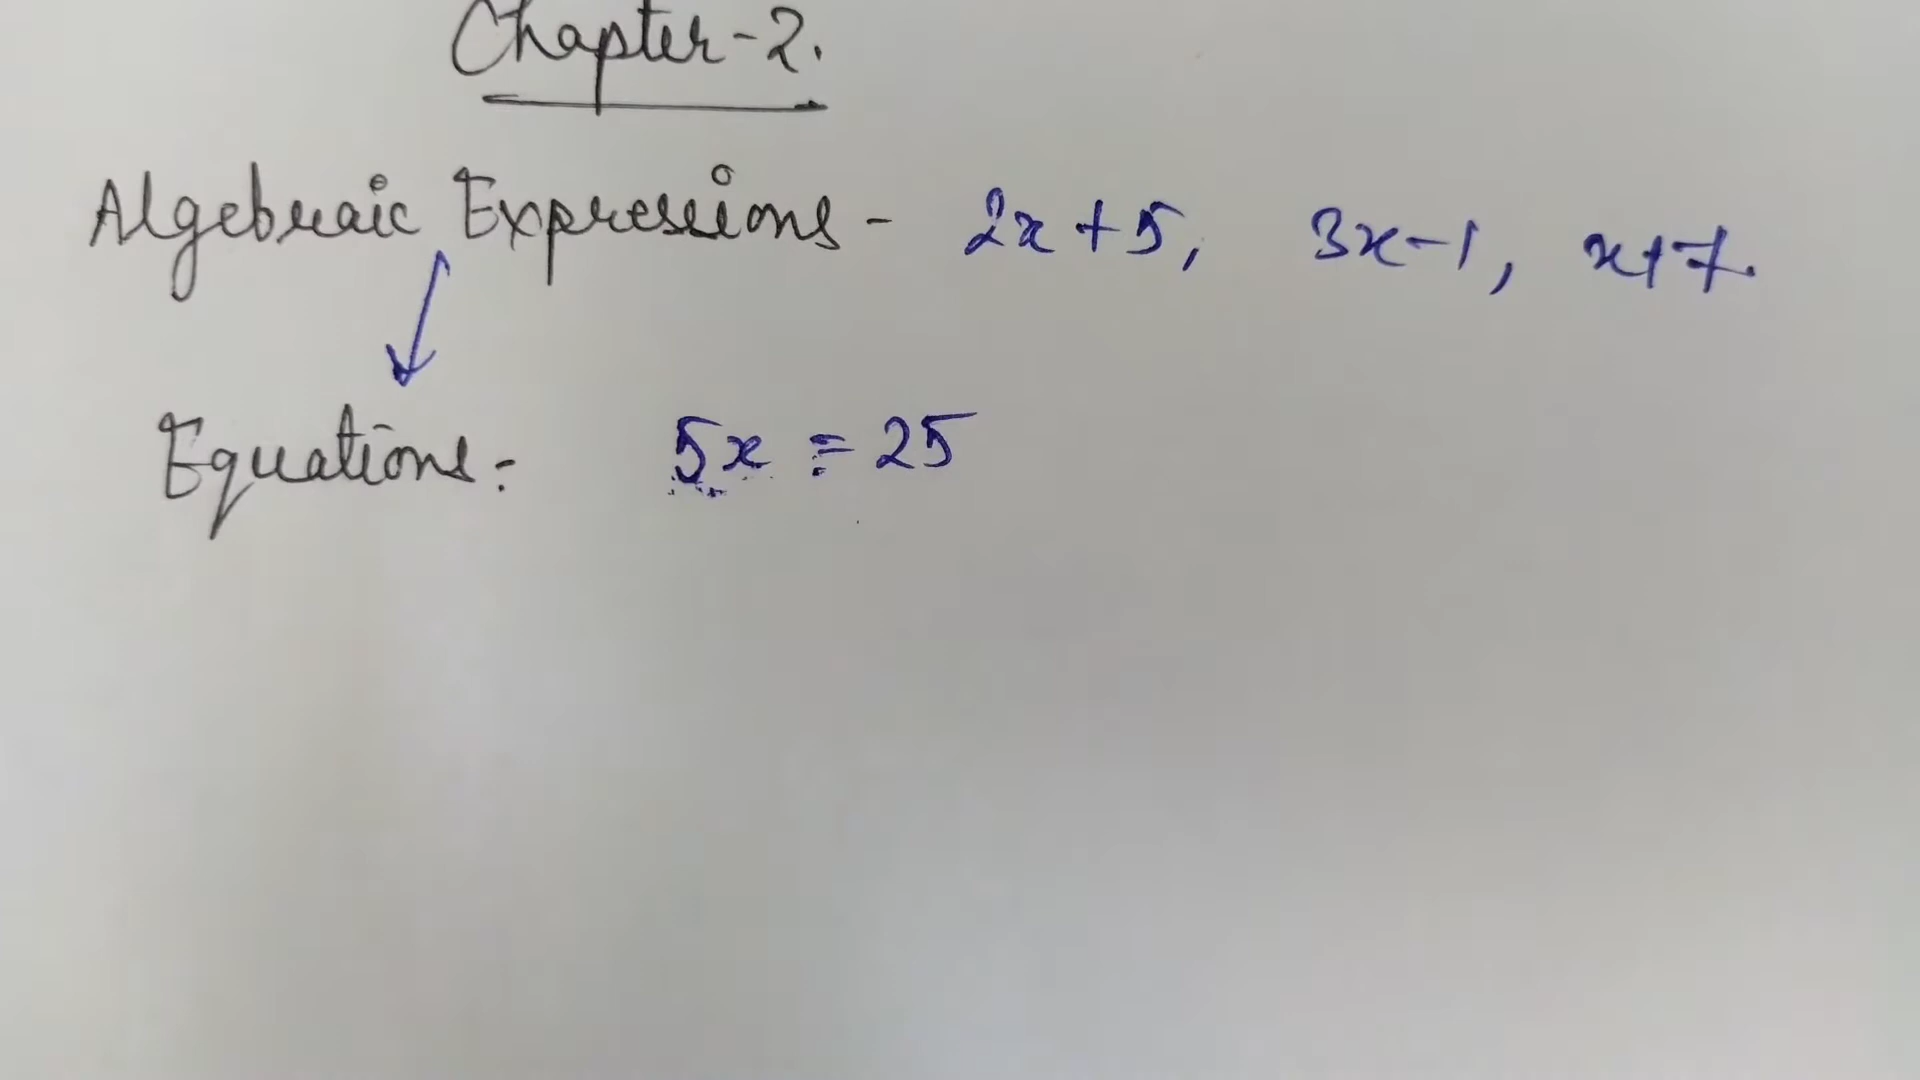 Chapter-2.
Algebraic Expressions - 2x+5, 3x-1, x+7.
Equations:- 5x = 25